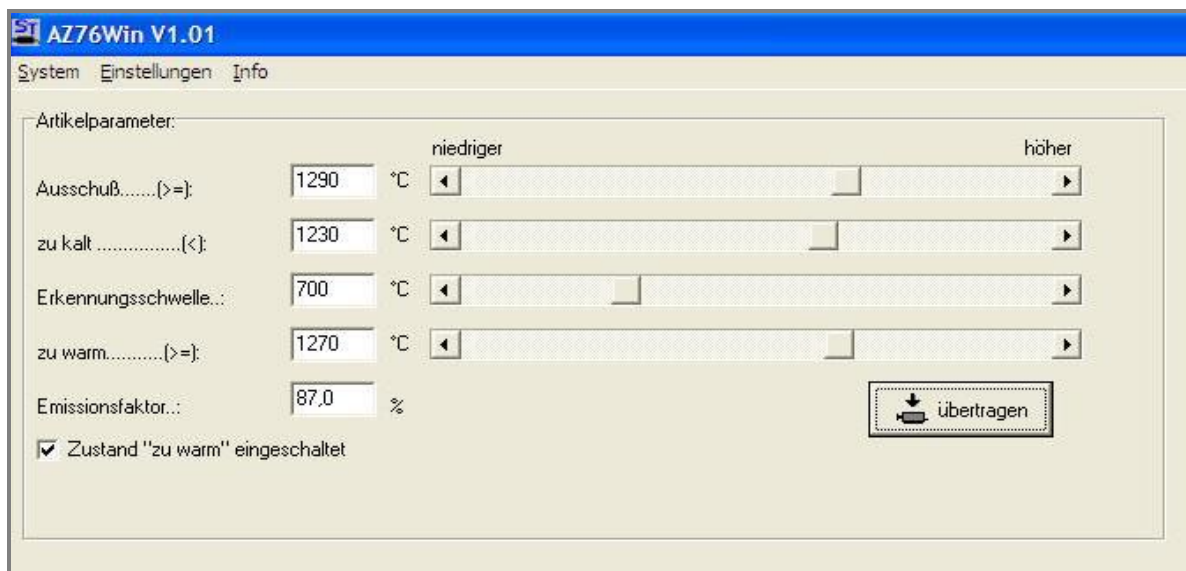 ST AZ76Win V1.01
System Einstellungen Info
Artikelparameter:
niedriger höher
Ausschuß.......(>=): 1290 °C
zu kalt ................(<): 1230 °C
Erkennungsschwelle..: 700 °C
zu warm...........(>=): 1270 °C
Emissionsfaktor..: 87,0 %
übertragen
Zustand "zu warm" eingeschaltet